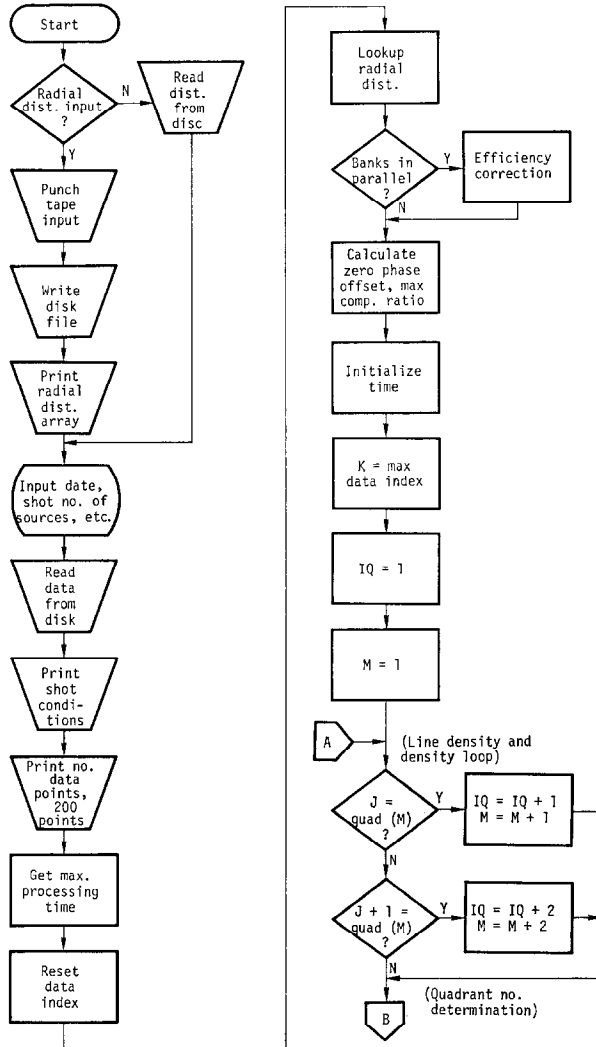 Start
Radial
dist. input
?
N
Read
dist.
from
disc
Y
Punch
tape
input
Write
disk
file
Print
radial
dist.
array
Input date,
shot no. of
sources, etc.
Read
data
from
disk
Print
shot
condi-
tions
Print no.
data
points,
200
points
Get max.
processing
time
Reset
data
index
Lookup
radial
dist.
Banks in
parallel
?
Y
Efficiency
correction
N
Calculate
zero phase
offset, max
comp. ratio
Initialize
time
K = max
data index
IQ = 1
M = 1
A
(Line density and
density loop)
J =
quad (M)
?
Y
IQ = IQ + 1
M = M + 1
N
J + 1 =
quad (M)
?
Y
IQ = IQ + 2
M = M + 2
N
(Quadrant no.
determination)
B